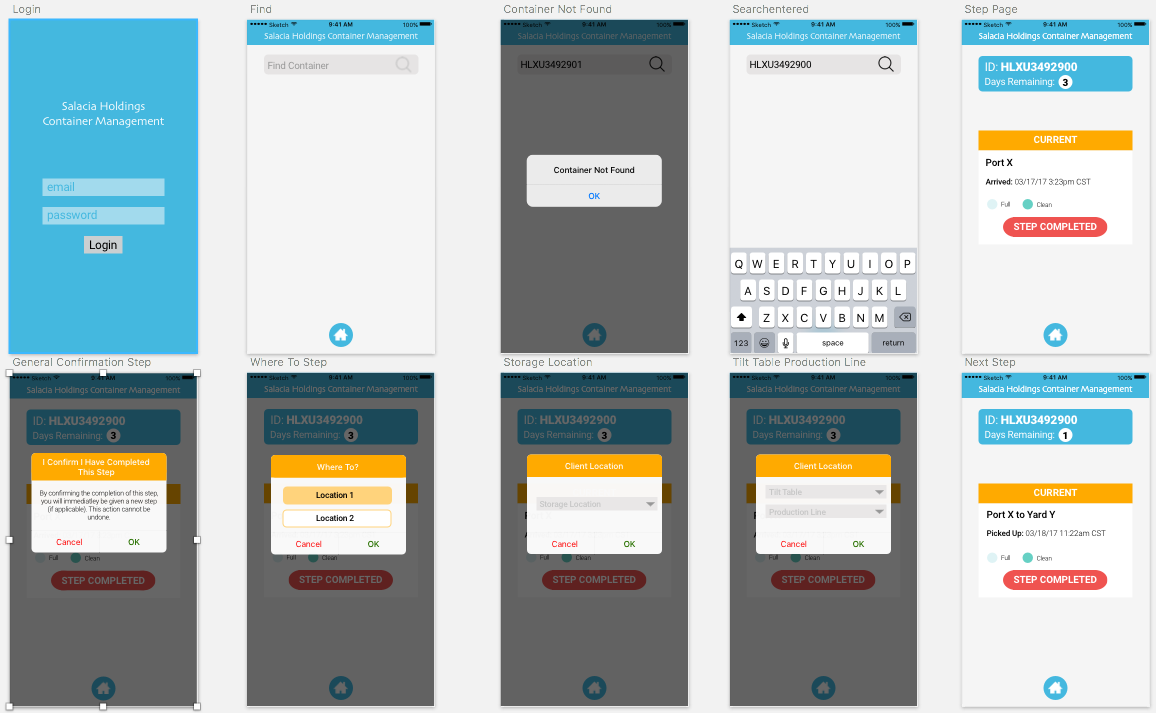 Login
Salacia Holdings
Container Management
email
password
Login
Find
Sketch 9:41 AM 100%
Salacia Holdings Container Management
Find Container
Container Not Found
Sketch 9:41 AM 100%
Salacia Holdings Container Management
HLXU3492901
Container Not Found
OK
Searchentered
Sketch 9:41 AM 100%
Salacia Holdings Container Management
HLXU3492900
Q W E R T Y U I O P
A S D F G H J K L
Z X C V B N M
123 space return
Step Page
Sketch 9:41 AM 100%
Salacia Holdings Container Management
ID: HLXU3492900
Days Remaining: 3
CURRENT
Port X
Arrived: 03/17/17 3:23pm CST
Full Clean
STEP COMPLETED
General Confirmation Step
Sketch 9:41 AM 100%
Salacia Holdings Container Management
ID: HLXU3492900
Days Remaining: 3
I Confirm I Have Completed
This Step
By confirming the completion of this step,
you will immediatley be given a new step
(if applicable). This action cannot be
undone.
Cancel OK
Full Clean
STEP COMPLETED
Where To Step
Sketch 9:41 AM 100%
Salacia Holdings Container Management
ID: HLXU3492900
Days Remaining: 3
Where To?
Location 1
Location 2
Cancel OK
Full Clean
STEP COMPLETED
Storage Location
Sketch 9:41 AM 100%
Salacia Holdings Container Management
ID: HLXU3492900
Days Remaining: 3
Client Location
Storage Location
Cancel OK
Full Clean
STEP COMPLETED
Tilt Table Production Line
Sketch 9:41 AM 100%
Salacia Holdings Container Management
ID: HLXU3492900
Days Remaining: 3
Client Location
Tilt Table
Production Line
Cancel OK
Full Clean
STEP COMPLETED
Next Step
Sketch 9:41 AM 100%
Salacia Holdings Container Management
ID: HLXU3492900
Days Remaining: 1
CURRENT
Port X to Yard Y
Picked Up: 03/18/17 11:22am CST
Full Clean
STEP COMPLETED